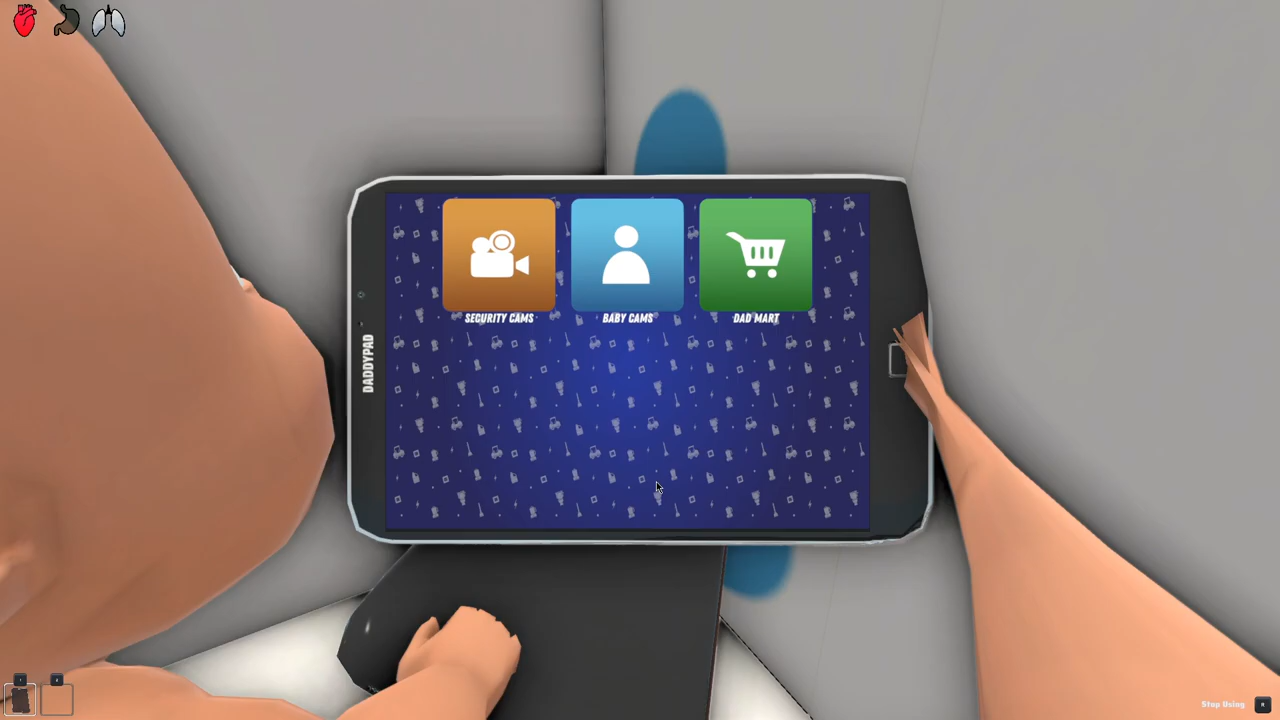 SECURITY CAMS
BABY CAMS
DAD MART
DADDYPAD
Stop Using